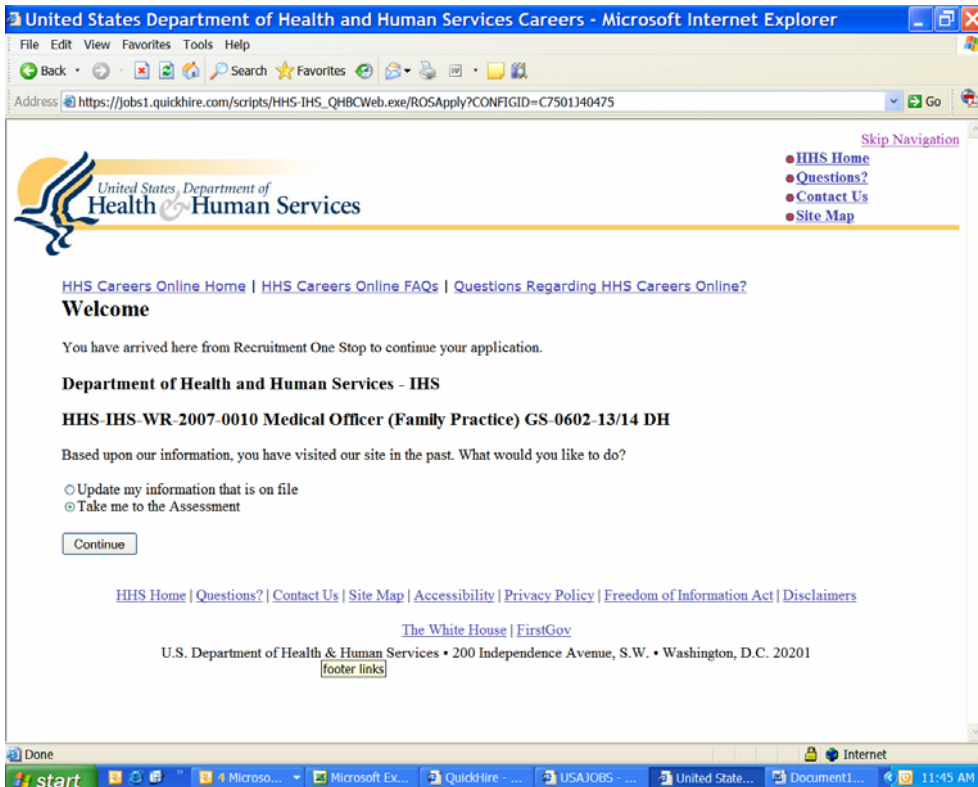 United States Department of Health and Human Services Careers - Microsoft Internet Explorer
File Edit View Favorites Tools Help
Back Search Favorites
Address https://jobs1.quickhire.com/scripts/HHS-IHS_QHBCWeb.exe/ROSApply?CONFIGID=C7501J40475 Go
Skip Navigation
HHS Home
Questions?
Contact Us
Site Map
United States Department of
Health & Human Services
HHS Careers Online Home | HHS Careers Online FAQs | Questions Regarding HHS Careers Online?
Welcome
You have arrived here from Recruitment One Stop to continue your application.
Department of Health and Human Services - IHS
HHS-IHS-WR-2007-0010 Medical Officer (Family Practice) GS-0602-13/14 DH
Based upon our information, you have visited our site in the past. What would you like to do?
Update my information that is on file
Take me to the Assessment
Continue
HHS Home | Questions? | Contact Us | Site Map | Accessibility | Privacy Policy | Freedom of Information Act | Disclaimers
The White House | FirstGov
U.S. Department of Health & Human Services • 200 Independence Avenue, S.W. • Washington, D.C. 20201
footer links
Done Internet
start 4 Microso... Microsoft Ex... QuickHire - ... USAJOBS - ... United State... Document1... 11:45 AM